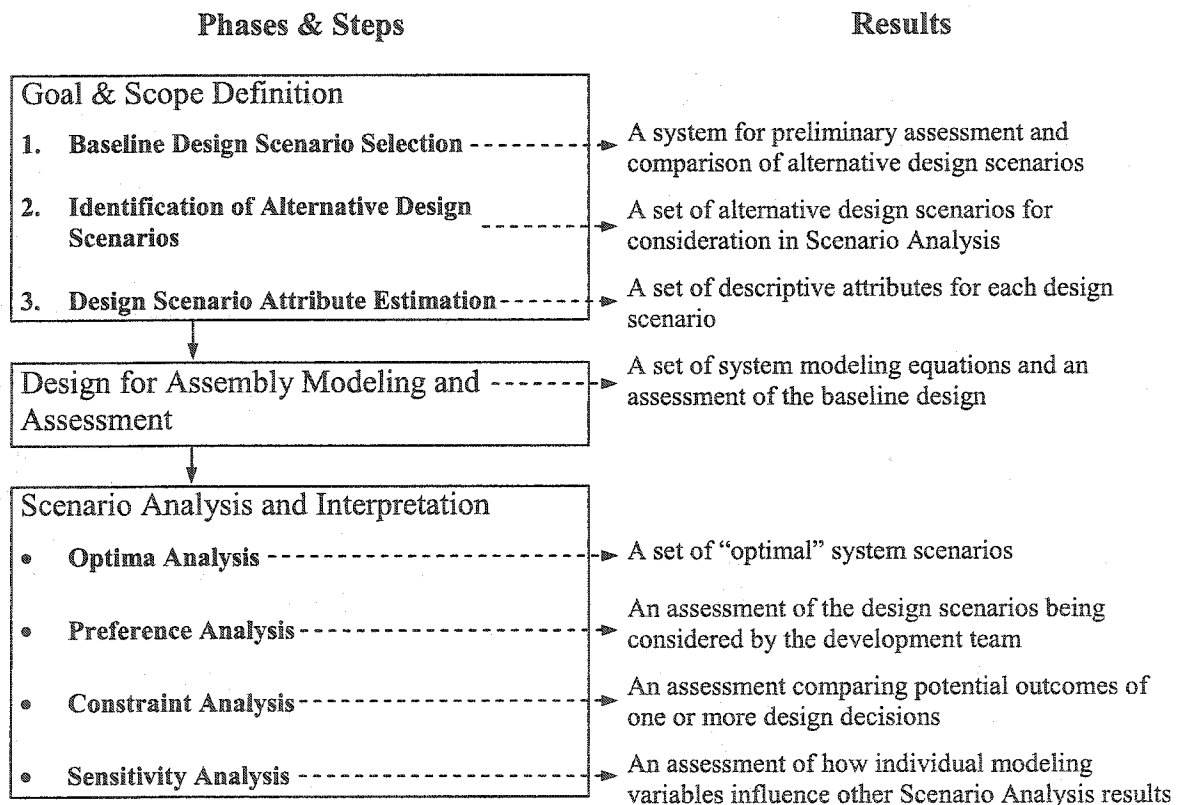 Phases & Steps
Results
Goal & Scope Definition
1. Baseline Design Scenario Selection
A system for preliminary assessment and
comparison of alternative design scenarios
2. Identification of Alternative Design
Scenarios
A set of alternative design scenarios for
consideration in Scenario Analysis
3. Design Scenario Attribute Estimation
A set of descriptive attributes for each design
scenario
Design for Assembly Modeling and
Assessment
A set of system modeling equations and an
assessment of the baseline design
Scenario Analysis and Interpretation
• Optima Analysis
A set of “optimal” system scenarios
• Preference Analysis
An assessment of the design scenarios being
considered by the development team
• Constraint Analysis
An assessment comparing potential outcomes of
one or more design decisions
• Sensitivity Analysis
An assessment of how individual modeling
variables influence other Scenario Analysis results